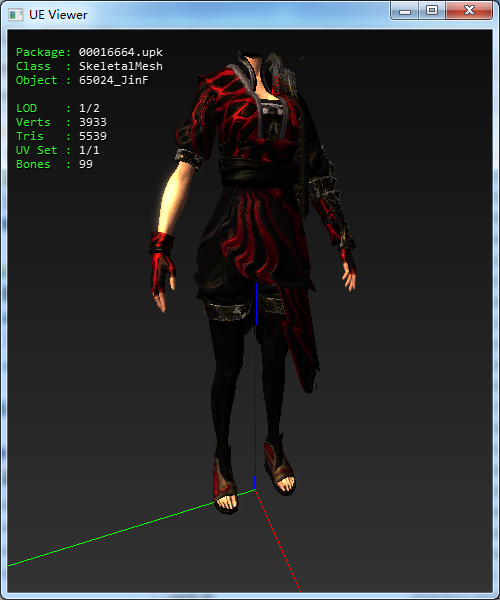 UE Viewer
Package: 00016664.upk
Class  : SkeletalMesh
Object : 65024_JinF
LOD    : 1/2
Verts  : 3933
Tris   : 5539
UV Set : 1/1
Bones  : 99